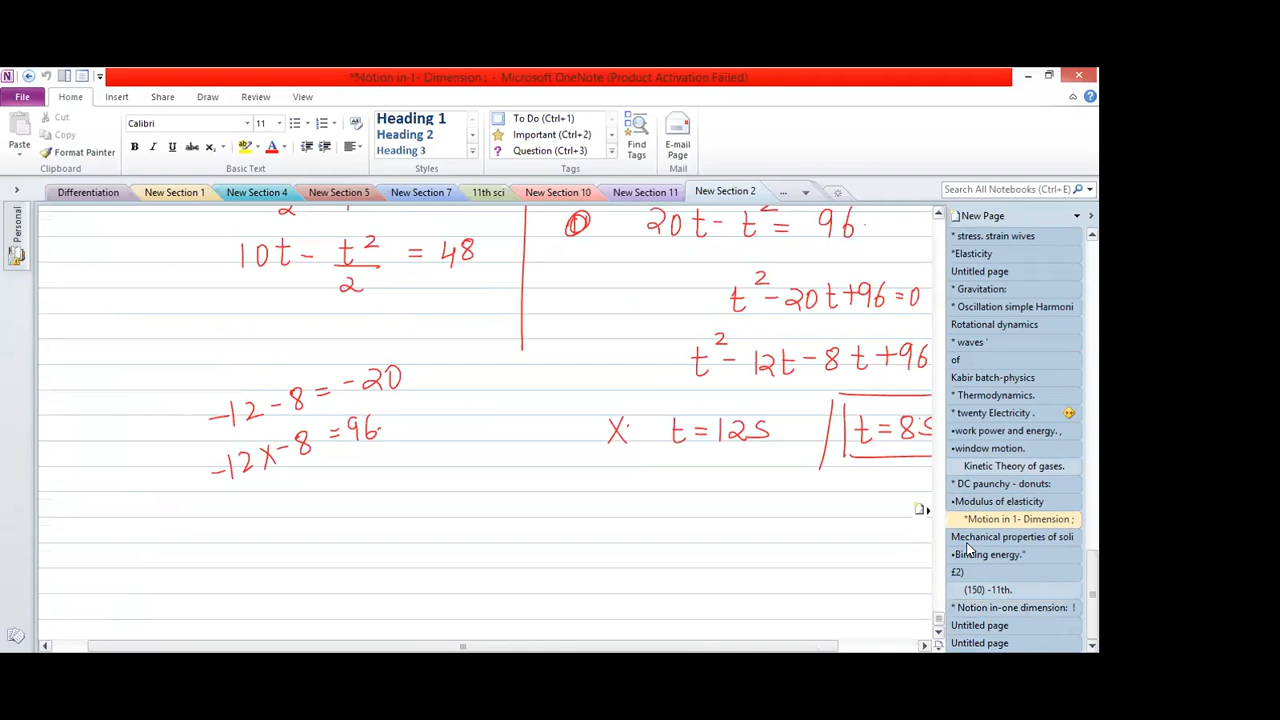 *Motion in-1- Dimension ; - Microsoft OneNote (Product Activation Failed)
File Home Insert Share Draw Review View
Paste
Cut
Copy
Format Painter
Clipboard
Calibri 11
B I U abc x₂ A
Basic Text
Heading 1
Heading 2
Heading 3
Styles
To Do (Ctrl+1)
Important (Ctrl+2)
Question (Ctrl+3)
Tags
Find Tags
E-mail Page
Mail
Differentiation New Section 1 New Section 4 New Section 5 New Section 7 11th sci New Section 10 New Section 11 New Section 2 ...
Search All Notebooks (Ctrl+E)
Personal
2
10t - t²/2 = 48
-12 - 8 = -20
-12 x - 8 = 96.
20t - t² = 96.
t² - 20t + 96 = 0
t² - 12t - 8t + 96
X. t = 12S / t = 8S
New Page
* stress. strain wives
*Elasticity
Untitled page
* Gravitation:
* Oscillation simple Harmoni
Rotational dynamics
* waves '
of
Kabir batch-physics
* Thermodynamics.
* twenty Electricity .
•work power and energy. ,
•window motion.
Kinetic Theory of gases.
* DC paunchy - donuts:
•Modulus of elasticity
*Motion in 1- Dimension ;
Mechanical properties of soli
•Binding energy."
£2)
(150) -11th.
* Notion in-one dimension: !
Untitled page
Untitled page